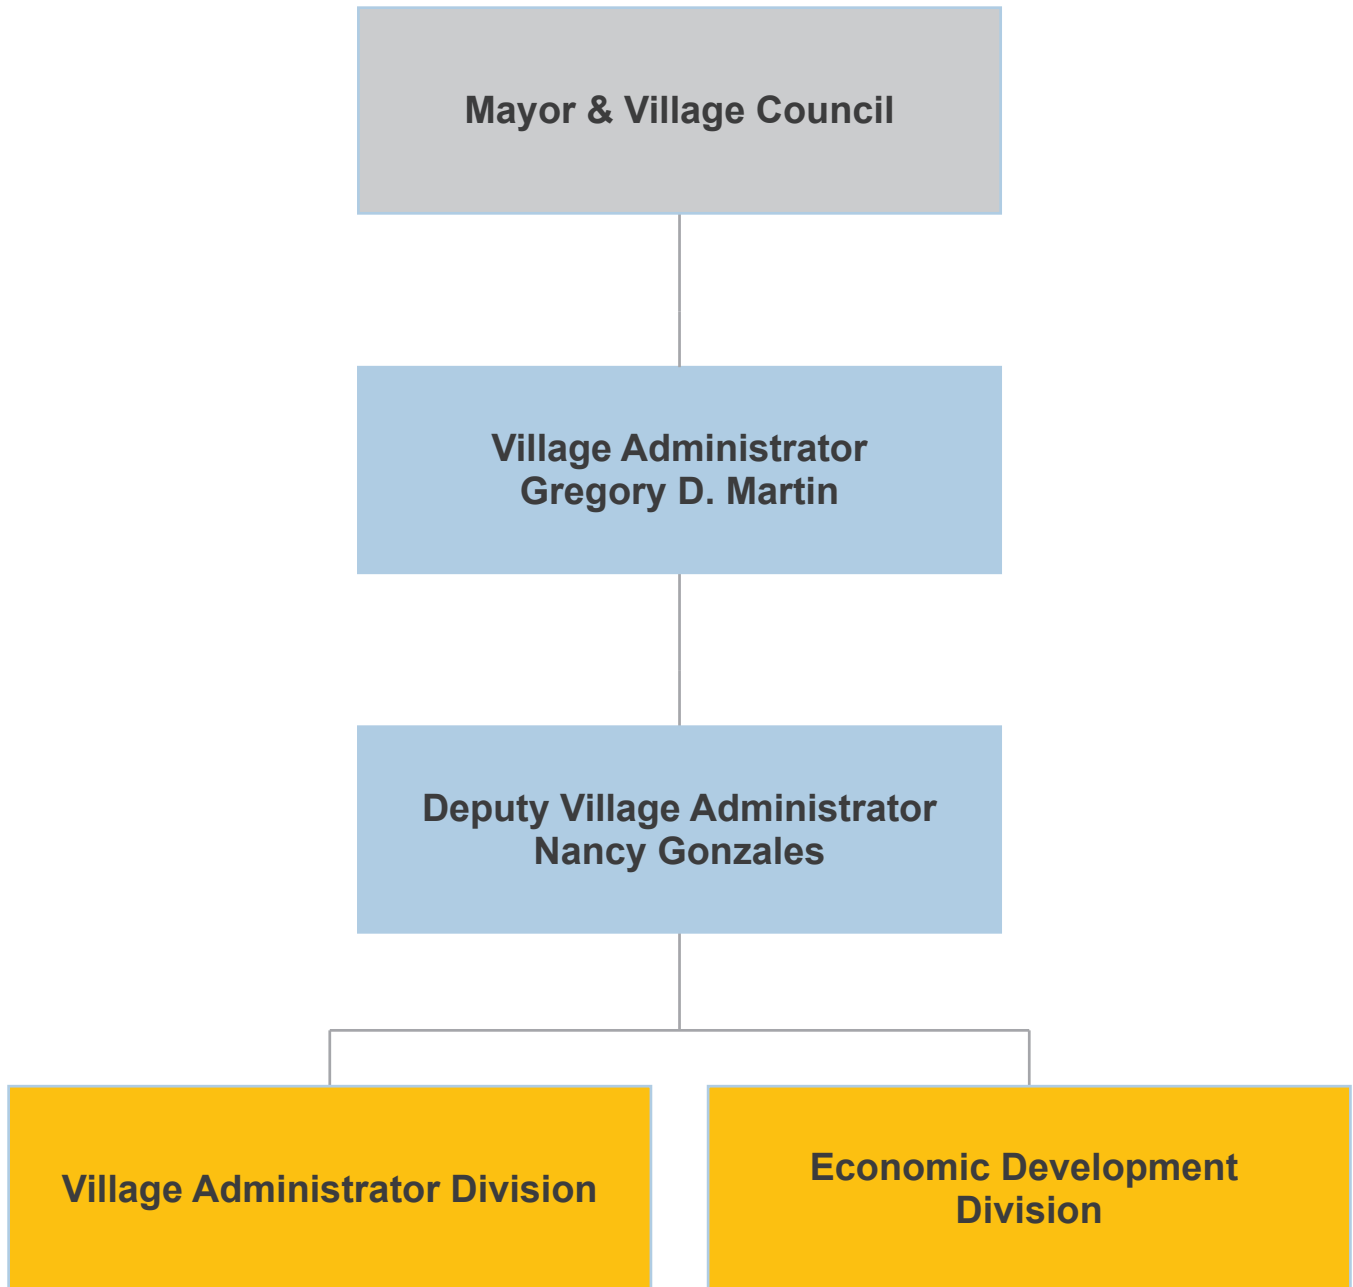 Mayor & Village Council
Village Administrator
Gregory D. Martin
Deputy Village Administrator
Nancy Gonzales
Village Administrator Division
Economic Development
Division